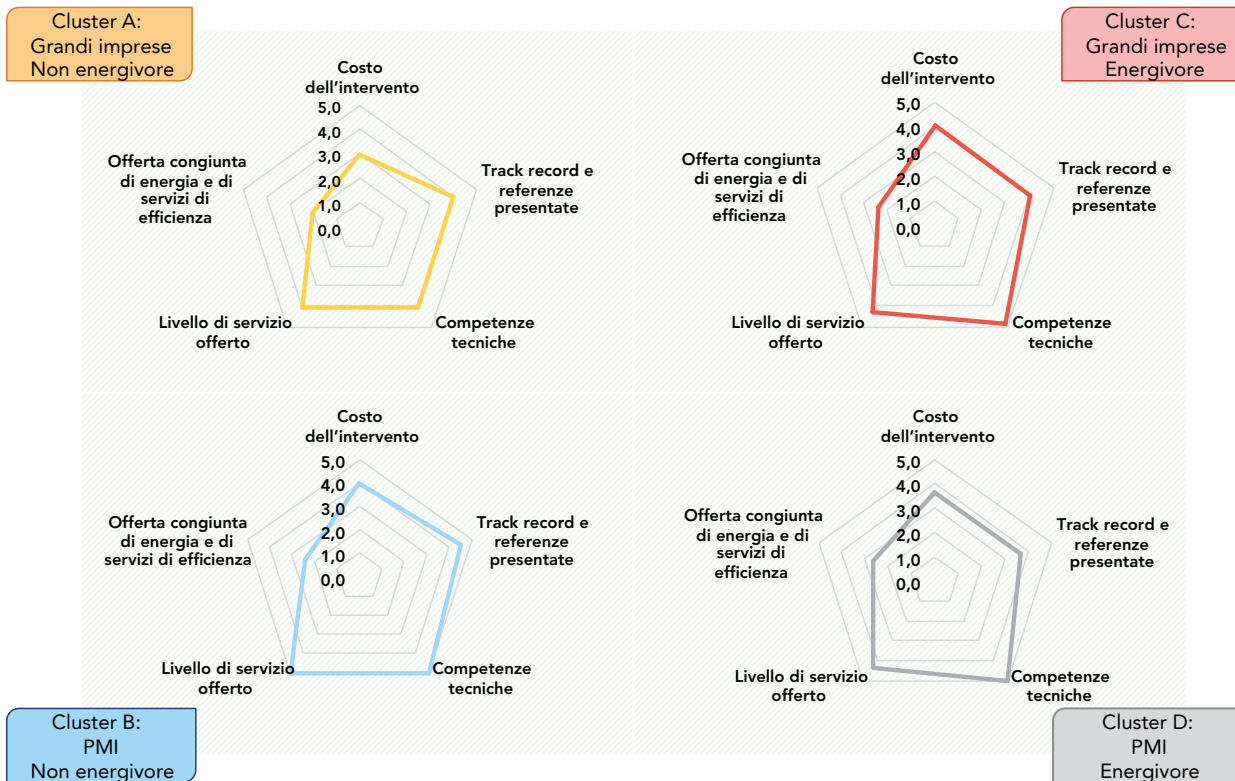 Cluster A:
Grandi imprese
Non energivore
Costo
dell'intervento
5,0
4,0
3,0
2,0
1,0
0,0
Track record e
referenze
presentate
Competenze
tecniche
Livello di servizio
offerto
Offerta congiunta
di energia e di
servizi di
efficienza
Cluster C:
Grandi imprese
Energivore
Costo
dell'intervento
5,0
4,0
3,0
2,0
1,0
0,0
Track record e
referenze
presentate
Competenze
tecniche
Livello di servizio
offerto
Offerta congiunta
di energia e di
servizi di
efficienza
Costo
dell'intervento
5,0
4,0
3,0
2,0
1,0
0,0
Track record e
referenze
presentate
Competenze
tecniche
Livello di servizio
offerto
Offerta congiunta
di energia e di
servizi di efficienza
Cluster B:
PMI
Non energivore
Costo
dell'intervento
5,0
4,0
3,0
2,0
1,0
0,0
Track record e
referenze
presentate
Competenze
tecniche
Livello di servizio
offerto
Offerta congiunta
di energia e di
servizi di
efficienza
Cluster D:
PMI
Energivore